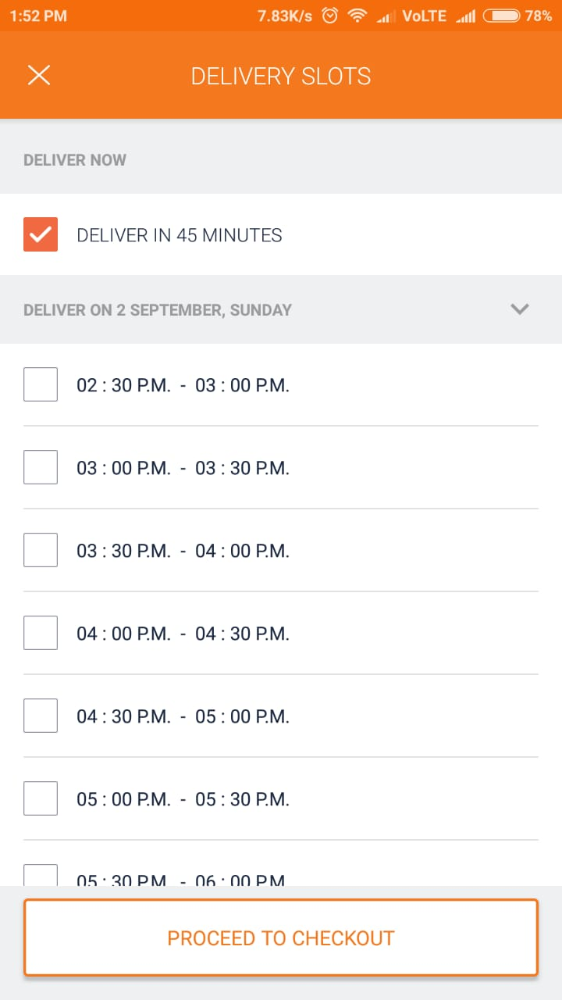 1:52 PM 7.83K/s VoLTE 78%
DELIVERY SLOTS
DELIVER NOW
DELIVER IN 45 MINUTES
DELIVER ON 2 SEPTEMBER, SUNDAY
02 : 30 P.M. - 03 : 00 P.M.
03 : 00 P.M. - 03 : 30 P.M.
03 : 30 P.M. - 04 : 00 P.M.
04 : 00 P.M. - 04 : 30 P.M.
04 : 30 P.M. - 05 : 00 P.M.
05 : 00 P.M. - 05 : 30 P.M.
05 : 30 P.M. - 06 : 00 P.M.
PROCEED TO CHECKOUT